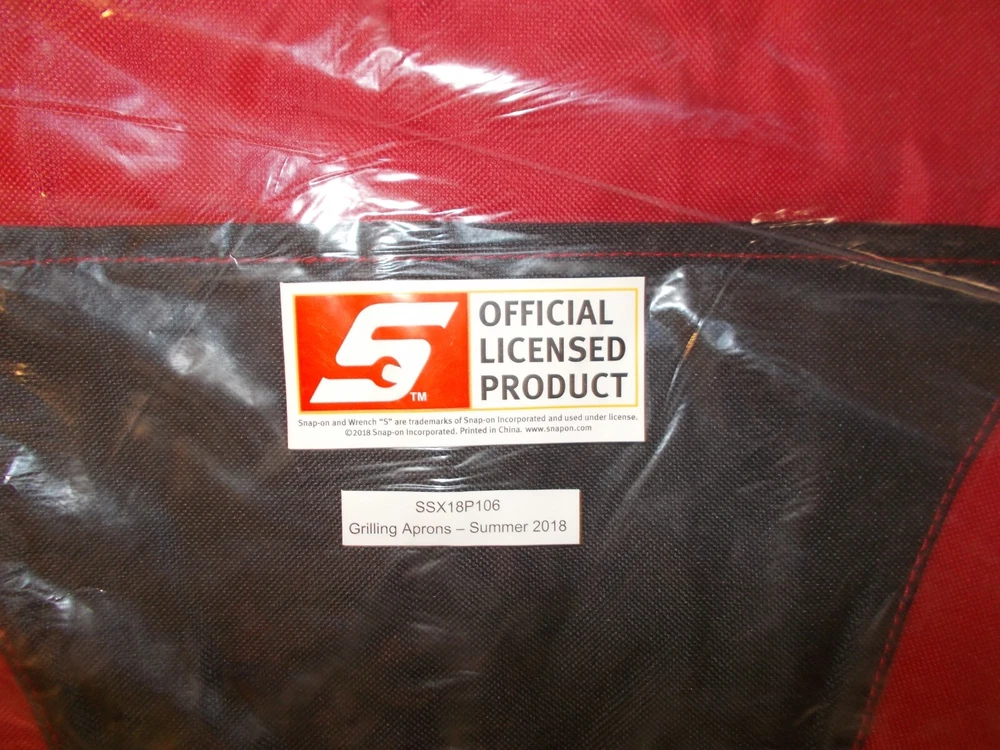 S™
OFFICIAL
LICENSED
PRODUCT
Snap-on and Wrench "S" are trademarks of Snap-on Incorporated and used under license.
©2018 Snap-on Incorporated. Printed in China. www.snapon.com
SSX18P106
Grilling Aprons – Summer 2018